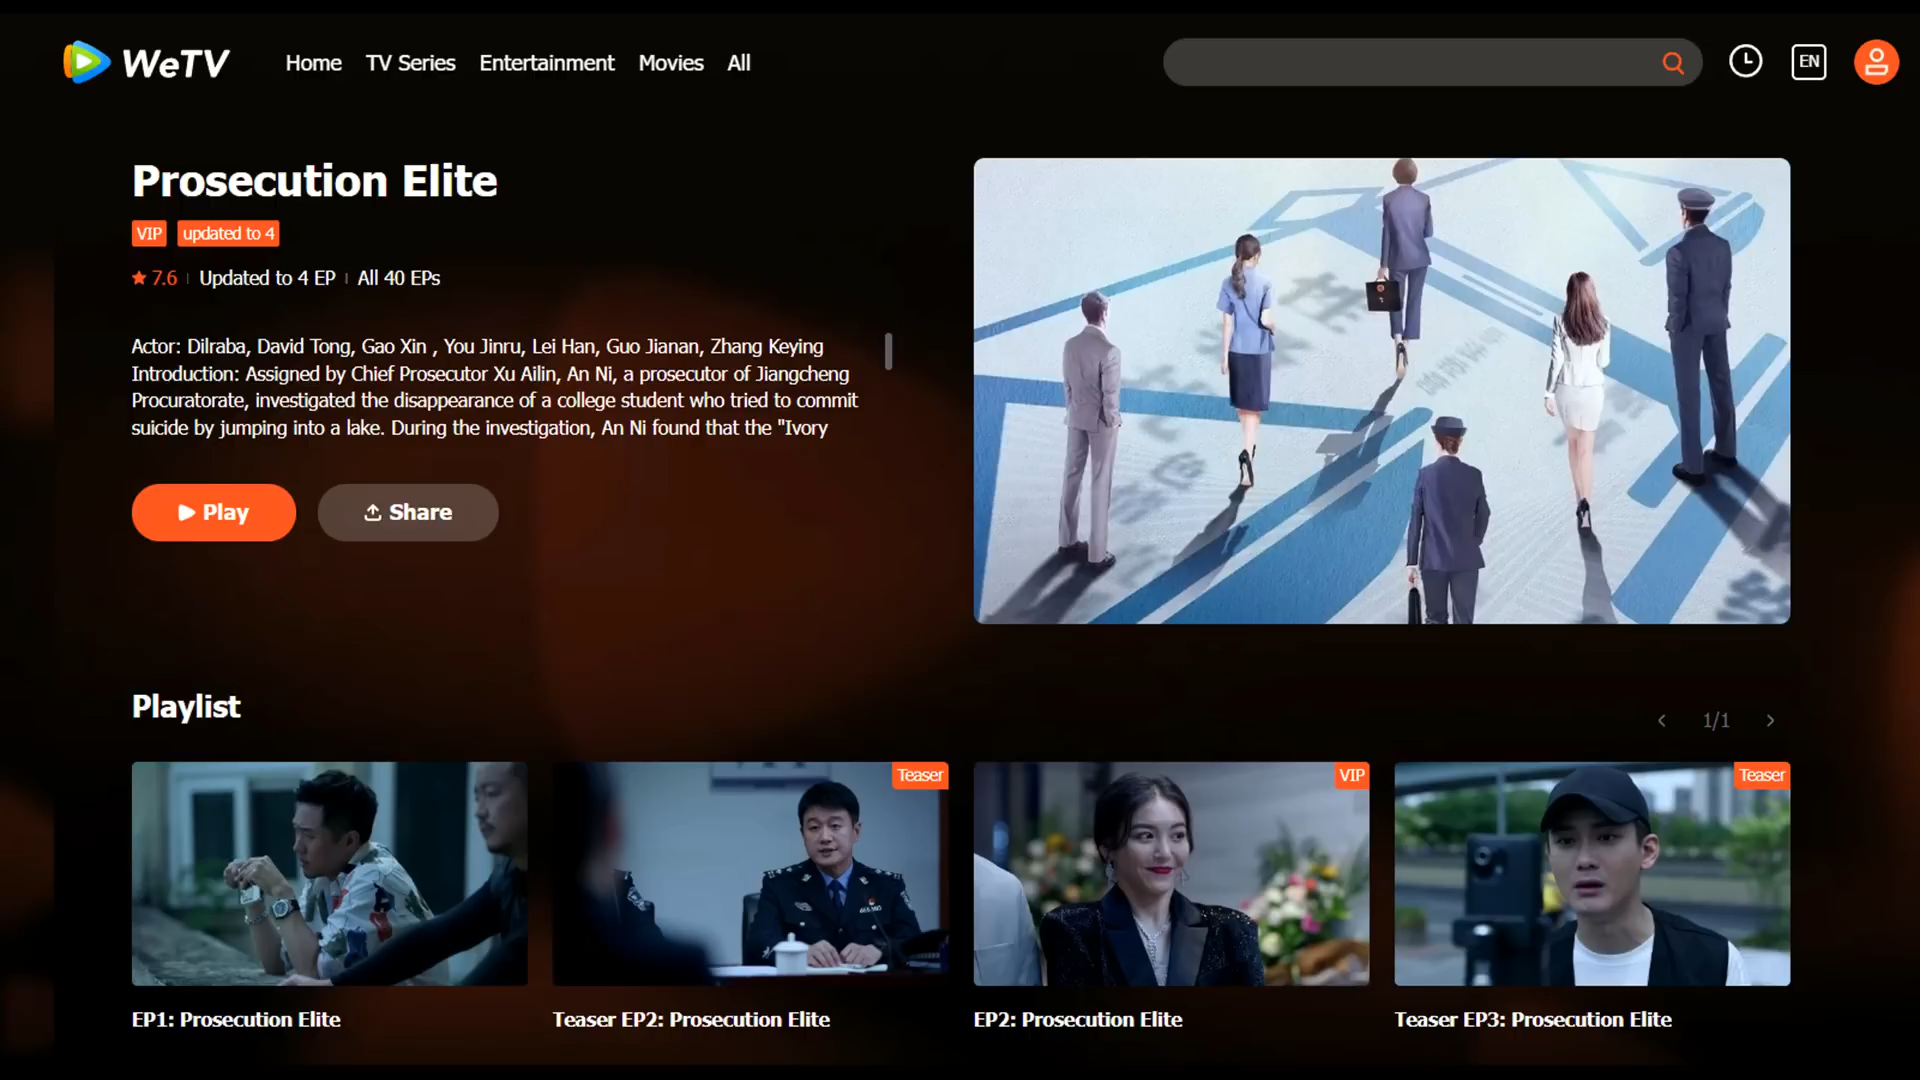 WeTV
Home TV Series Entertainment Movies All
EN
Prosecution Elite
VIP updated to 4
7.6 Updated to 4 EP All 40 EPs
Actor: Dilraba, David Tong, Gao Xin , You Jinru, Lei Han, Guo Jianan, Zhang Keying
Introduction: Assigned by Chief Prosecutor Xu Ailin, An Ni, a prosecutor of Jiangcheng
Procuratorate, investigated the disappearance of a college student who tried to commit
suicide by jumping into a lake. During the investigation, An Ni found that the "Ivory
Play Share
Playlist
1/1
Teaser
VIP
Teaser
EP1: Prosecution Elite
Teaser EP2: Prosecution Elite
EP2: Prosecution Elite
Teaser EP3: Prosecution Elite